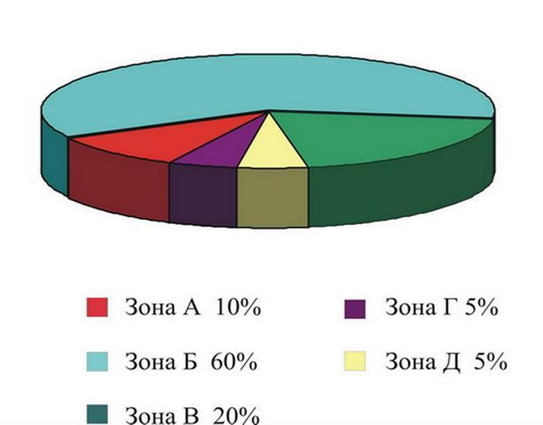 Зона А 10%
Зона Б 60%
Зона В 20%
Зона Г 5%
Зона Д 5%